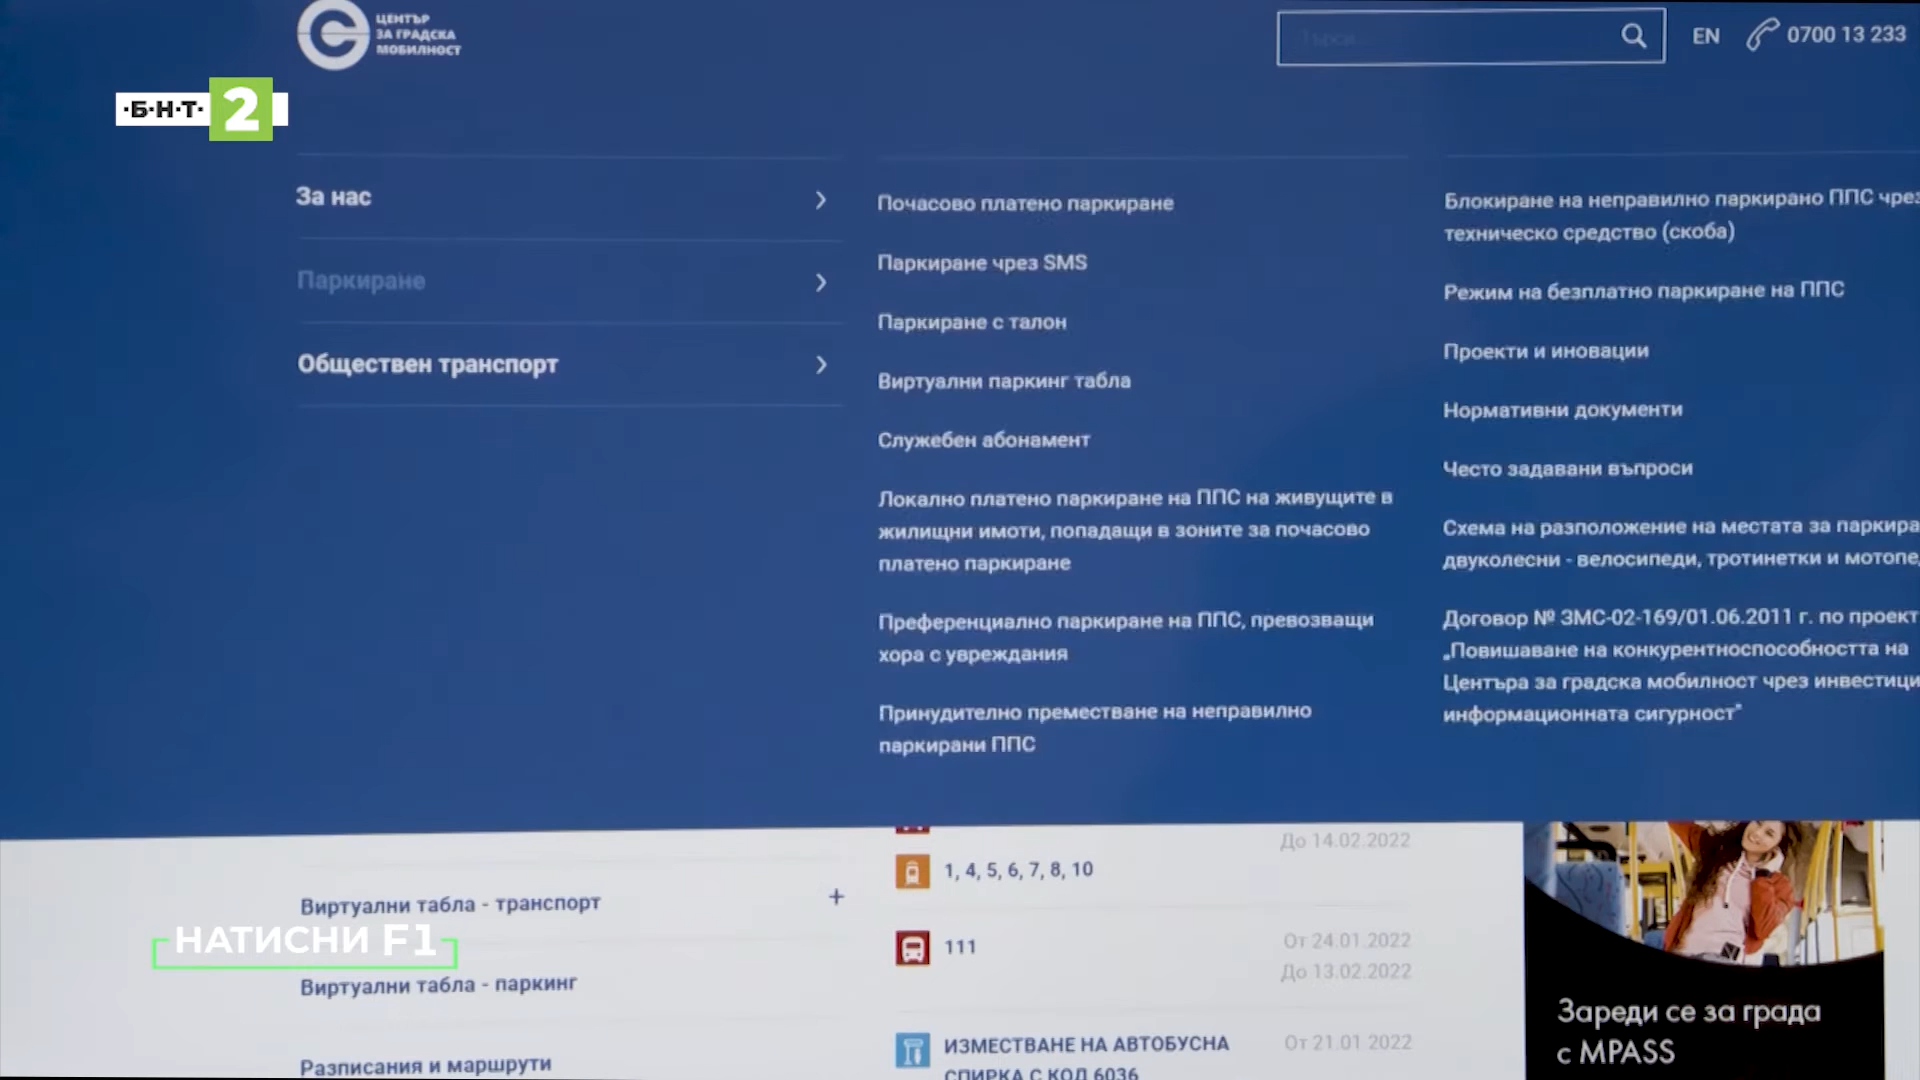 ЦЕНТЪР
ЗА ГРАДСКА
МОБИЛНОСТ
Търси...
EN
0700 13 233
·Б·Н·Т· 2
За нас
Паркиране
Обществен транспорт
Почасово платено паркиране
Паркиране чрез SMS
Паркиране с талон
Виртуални паркинг табла
Служебен абонамент
Локално платено паркиране на ППС на живущите в
жилищни имоти, попадащи в зоните за почасово
платено паркиране
Преференциално паркиране на ППС, превозващи
хора с увреждания
Принудително преместване на неправилно
паркирани ППС
Блокиране на неправилно паркирано ППС чрез
техническо средство (скоба)
Режим на безплатно паркиране на ППС
Проекти и иновации
Нормативни документи
Често задавани въпроси
Схема на разположение на местата за паркира
двуколесни - велосипеди, тротинетки и мотопе
Договор № ЗМС-02-169/01.06.2011 г. по проект
„Повишаване на конкурентноспособността на
Центъра за градска мобилност чрез инвестици
информационната сигурност"
Виртуални табла - транспорт +
НАТИСНИ F1
Виртуални табла - паркинг
Разписания и маршрути
До 14.02.2022
1, 4, 5, 6, 7, 8, 10
111
От 24.01.2022
До 13.02.2022
ИЗМЕСТВАНЕ НА АВТОБУСНА
СПИРКА С КОД 6036
От 21.01.2022
Зареди се за града
с MPASS